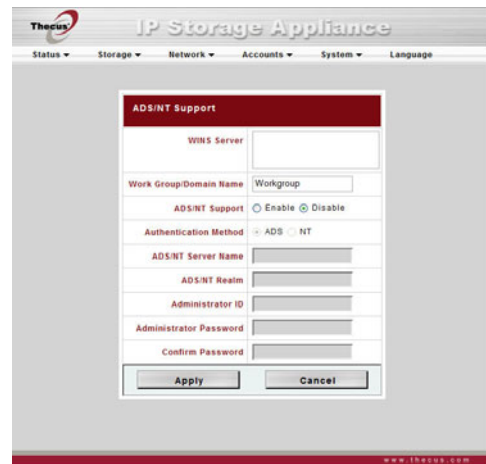 Thecus IP Storage Appliance
Status Storage Network Accounts System Language
ADS/NT Support
WINS Server
Work Group/Domain Name Workgroup
ADS/NT Support Enable Disable
Authentication Method ADS NT
ADS/NT Server Name
ADS/NT Realm
Administrator ID
Administrator Password
Confirm Password
Apply Cancel
www.thecus.com